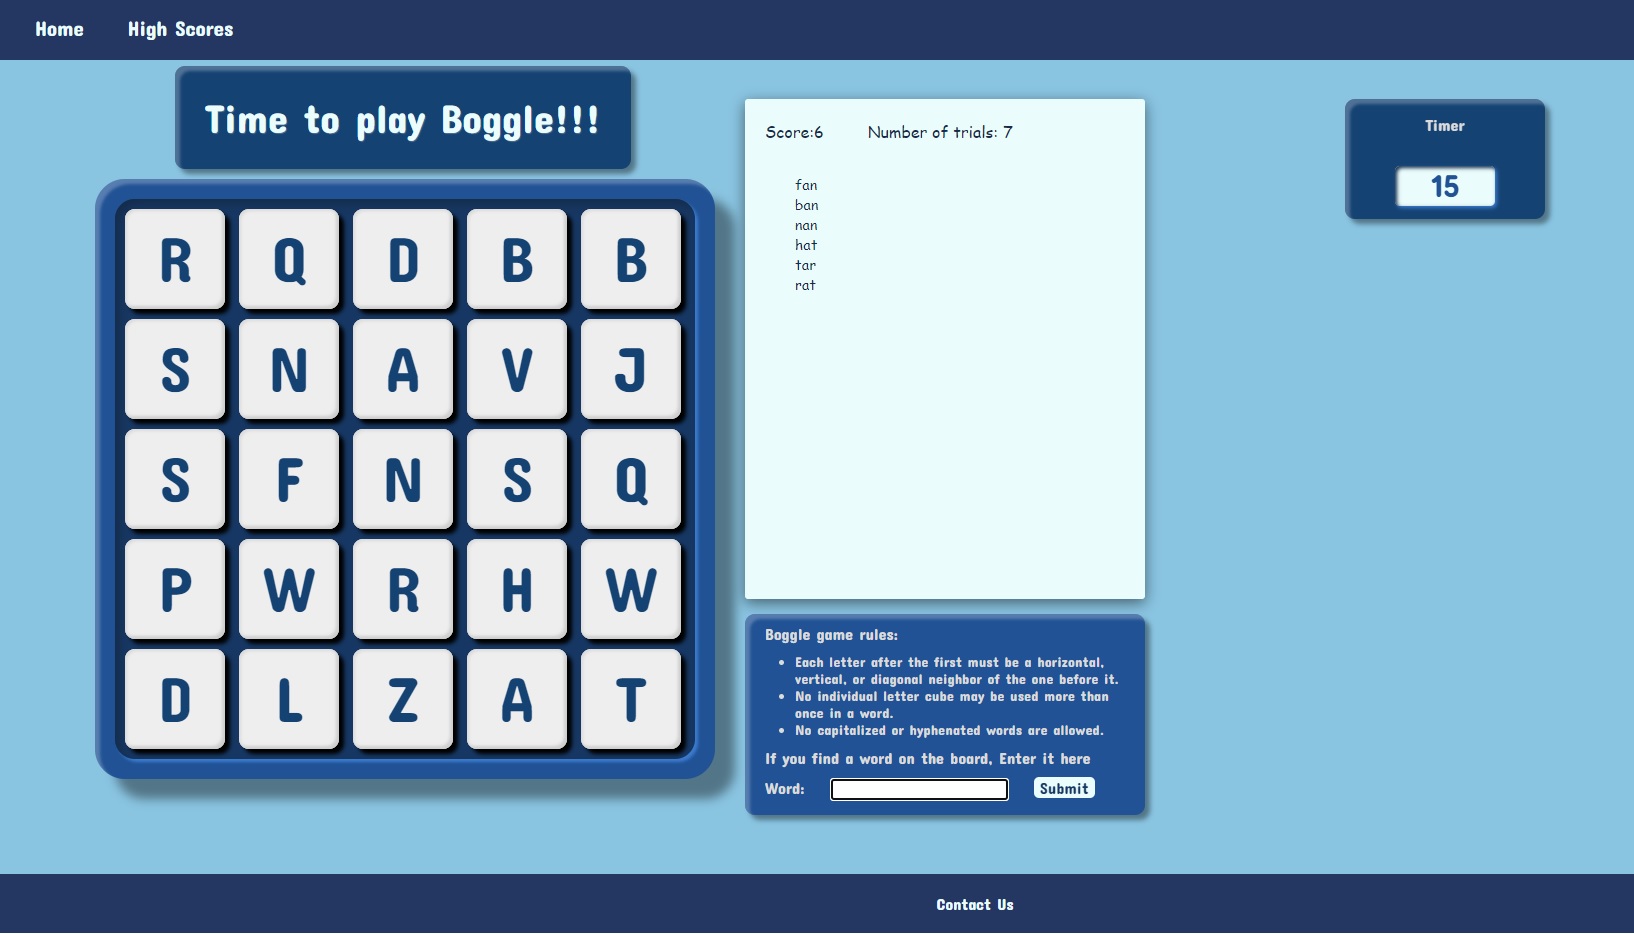 Home High Scores
Time to play Boggle!!!
R Q D B B
S N A V J
S F N S Q
P W R H W
D L Z A T
Score:6 Number of trials: 7
fan
ban
nan
hat
tar
rat
Boggle game rules:
Each letter after the first must be a horizontal,
vertical, or diagonal neighbor of the one before it.
No individual letter cube may be used more than
once in a word.
No capitalized or hyphenated words are allowed.
If you find a word on the board, Enter it here
Word: Submit
Timer
15
Contact Us